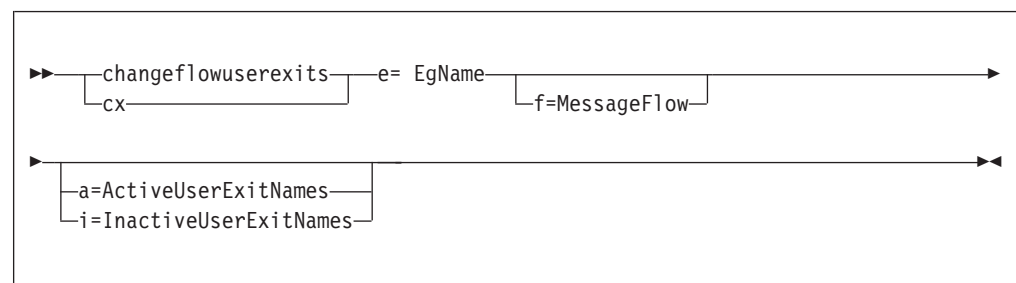 changeflowuserexits e= EgName
cx f=MessageFlow
a=ActiveUserExitNames
i=InactiveUserExitNames